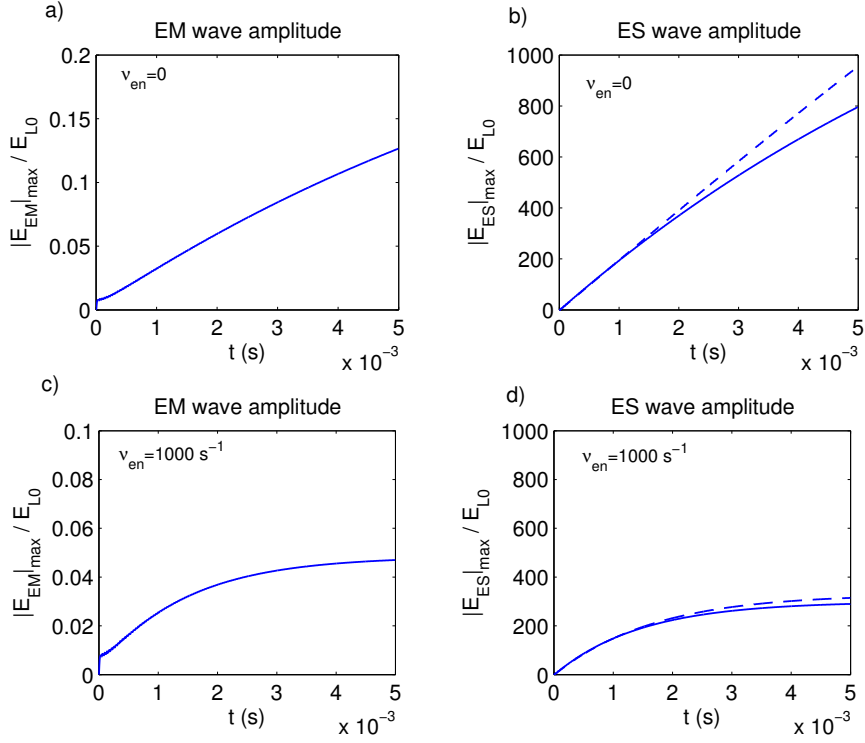 a)
EM wave amplitude
0.2
0.15
0.1
0.05
0
ν_en=0
|E_EM|_max / E_L0
0 1 2 3 4 5
t (s)
x 10^−3
b)
ES wave amplitude
1000
800
600
400
200
0
ν_en=0
|E_ES|_max / E_L0
0 1 2 3 4 5
t (s)
x 10^−3
c)
EM wave amplitude
0.1
0.08
0.06
0.04
0.02
0
ν_en=1000 s^−1
|E_EM|_max / E_L0
0 1 2 3 4 5
t (s)
x 10^−3
d)
ES wave amplitude
1000
800
600
400
200
0
ν_en=1000 s^−1
|E_ES|_max / E_L0
0 1 2 3 4 5
t (s)
x 10^−3